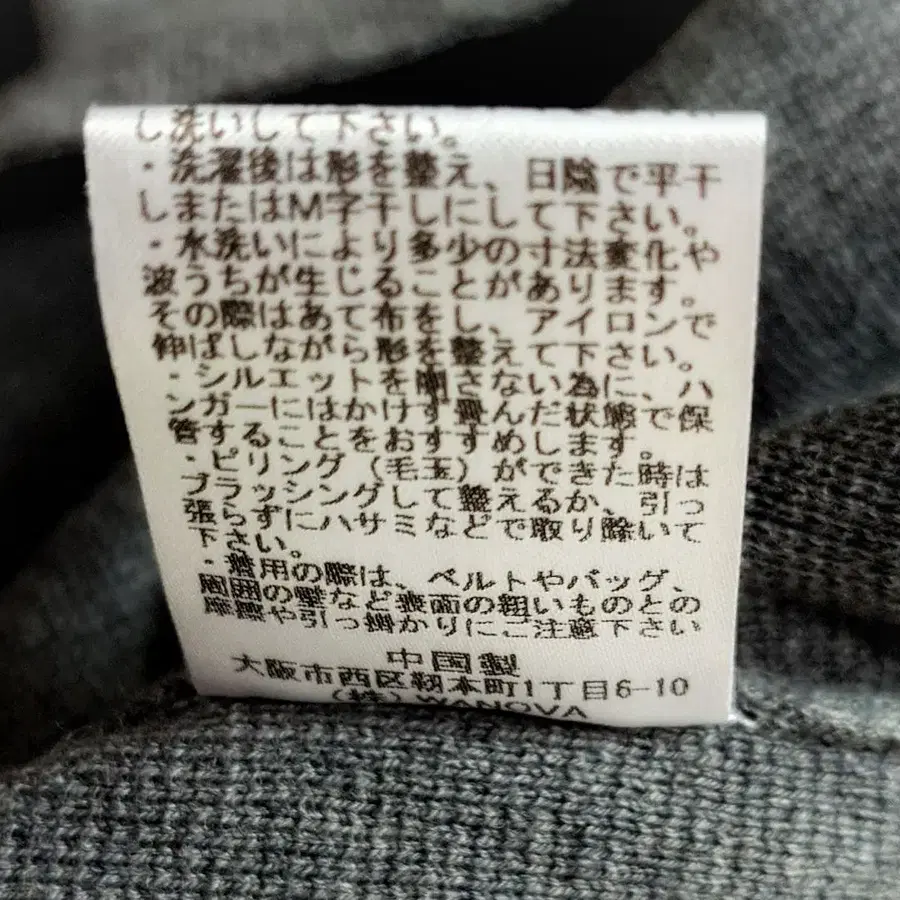 し洗いして下さい。
・洗濯後は形を整え、日陰で平干
しまたはM字干しにして下さい。
・水洗いにより多少の寸法変化や
波うちが生じることがあります。
その際はあて布をし、アイロンで
伸ばしながら形を整えて下さい。
・シルエットを崩さない為に、ハ
ンガーにはかけず畳んだ状態で保
管することをおすすめします。
・ピリング（毛玉）ができた時は
ブラッシングして整えるか、引っ
張らずにハサミなどで取り除いて
下さい。
・着用の際は、ベルトやバッグ、
周囲の壁など表面の粗いものとの
摩擦や引っ掛かりにご注意下さい
中国製
大阪市西区靱本町1丁目6-10
(株) WANOVA